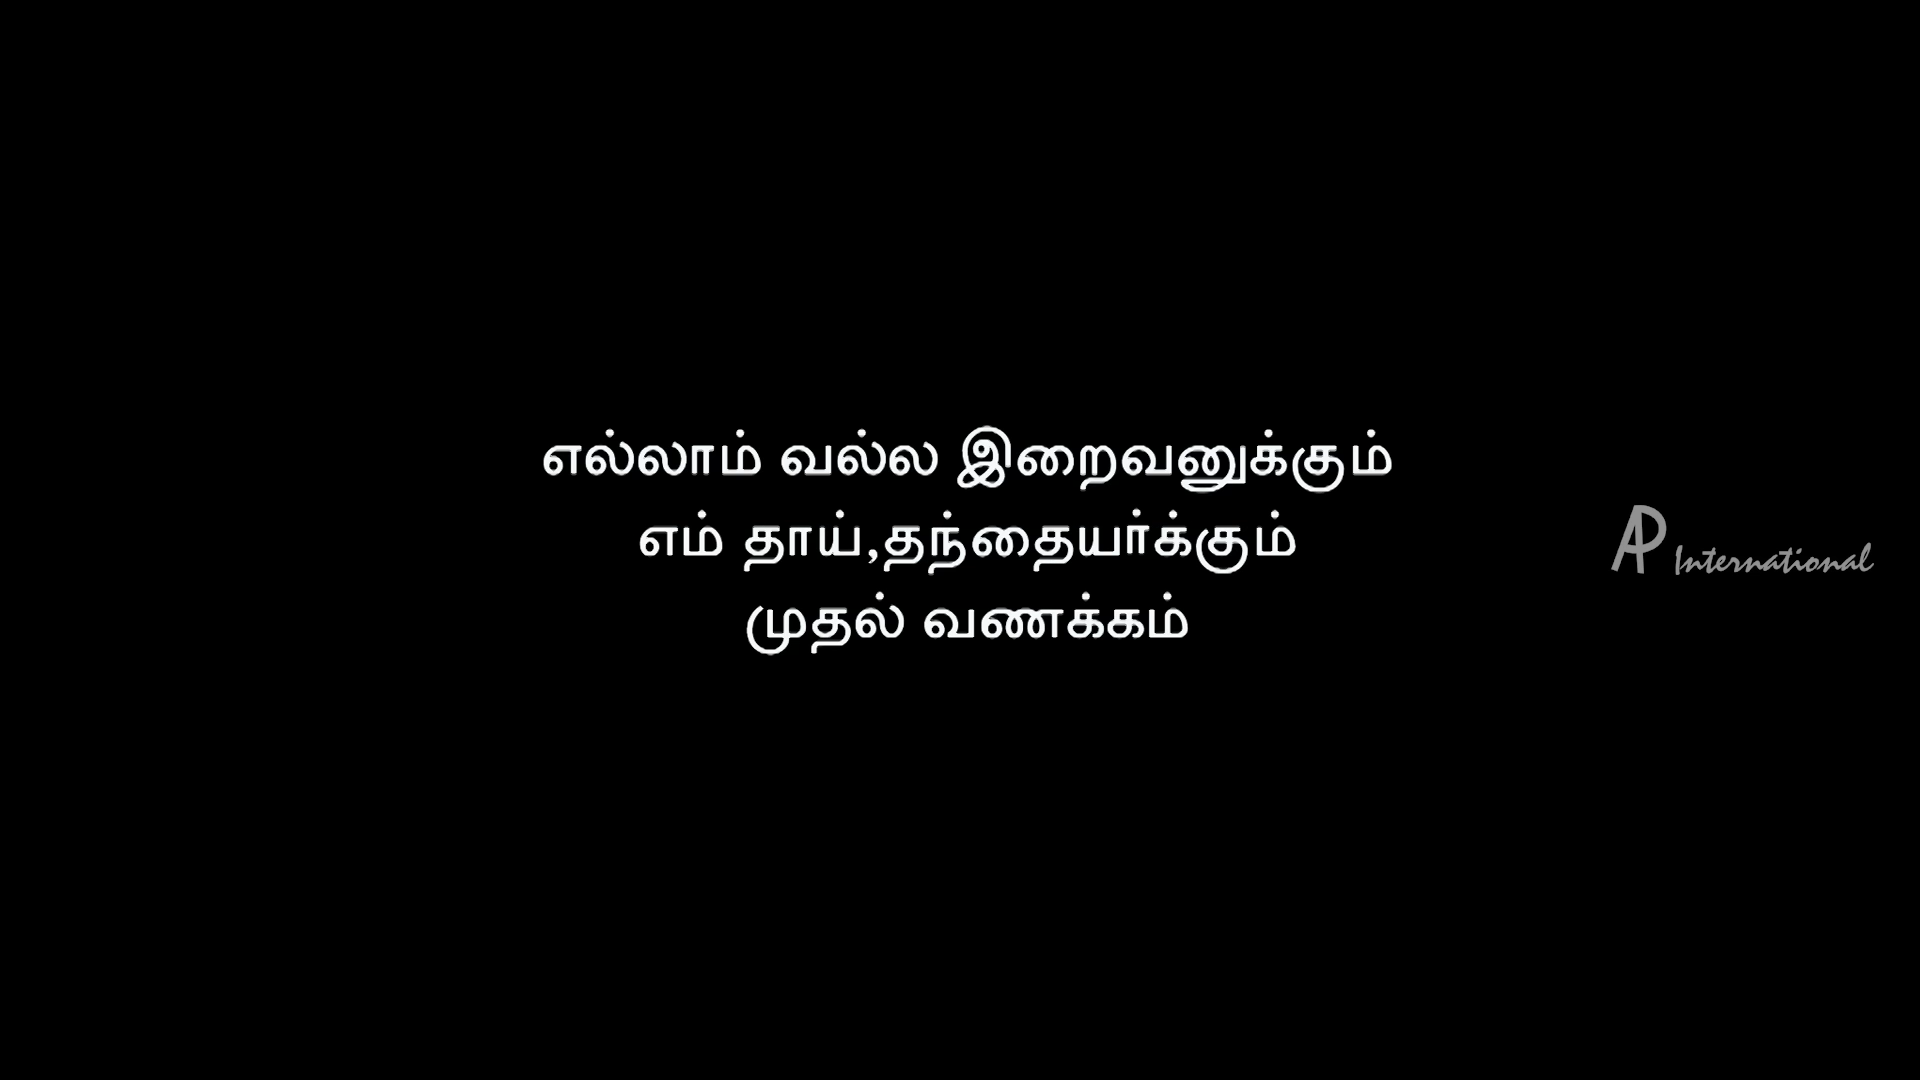 எல்லாம் வல்ல இறைவனுக்கும்
எம் தாய்,தந்தையர்க்கும்
முதல் வணக்கம்
AP International